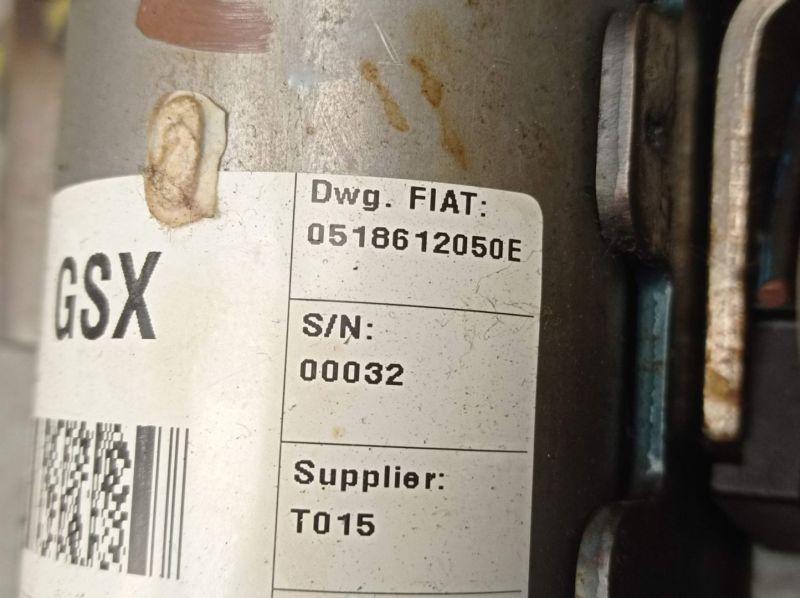 Dwg. FIAT:
0518612050E
GSX
S/N:
00032
Supplier:
T015